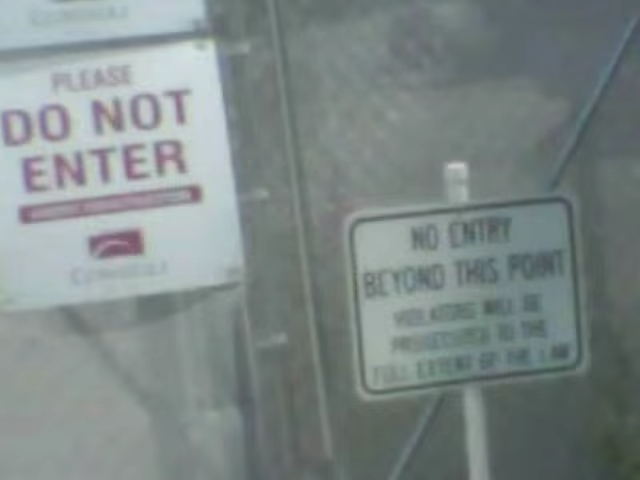 PLEASE
DO NOT
ENTER
NO ENTRY
BEYOND THIS POINT
VIOLATORS WILL BE
PROSECUTED TO THE
FULL EXTENT OF THE LAW